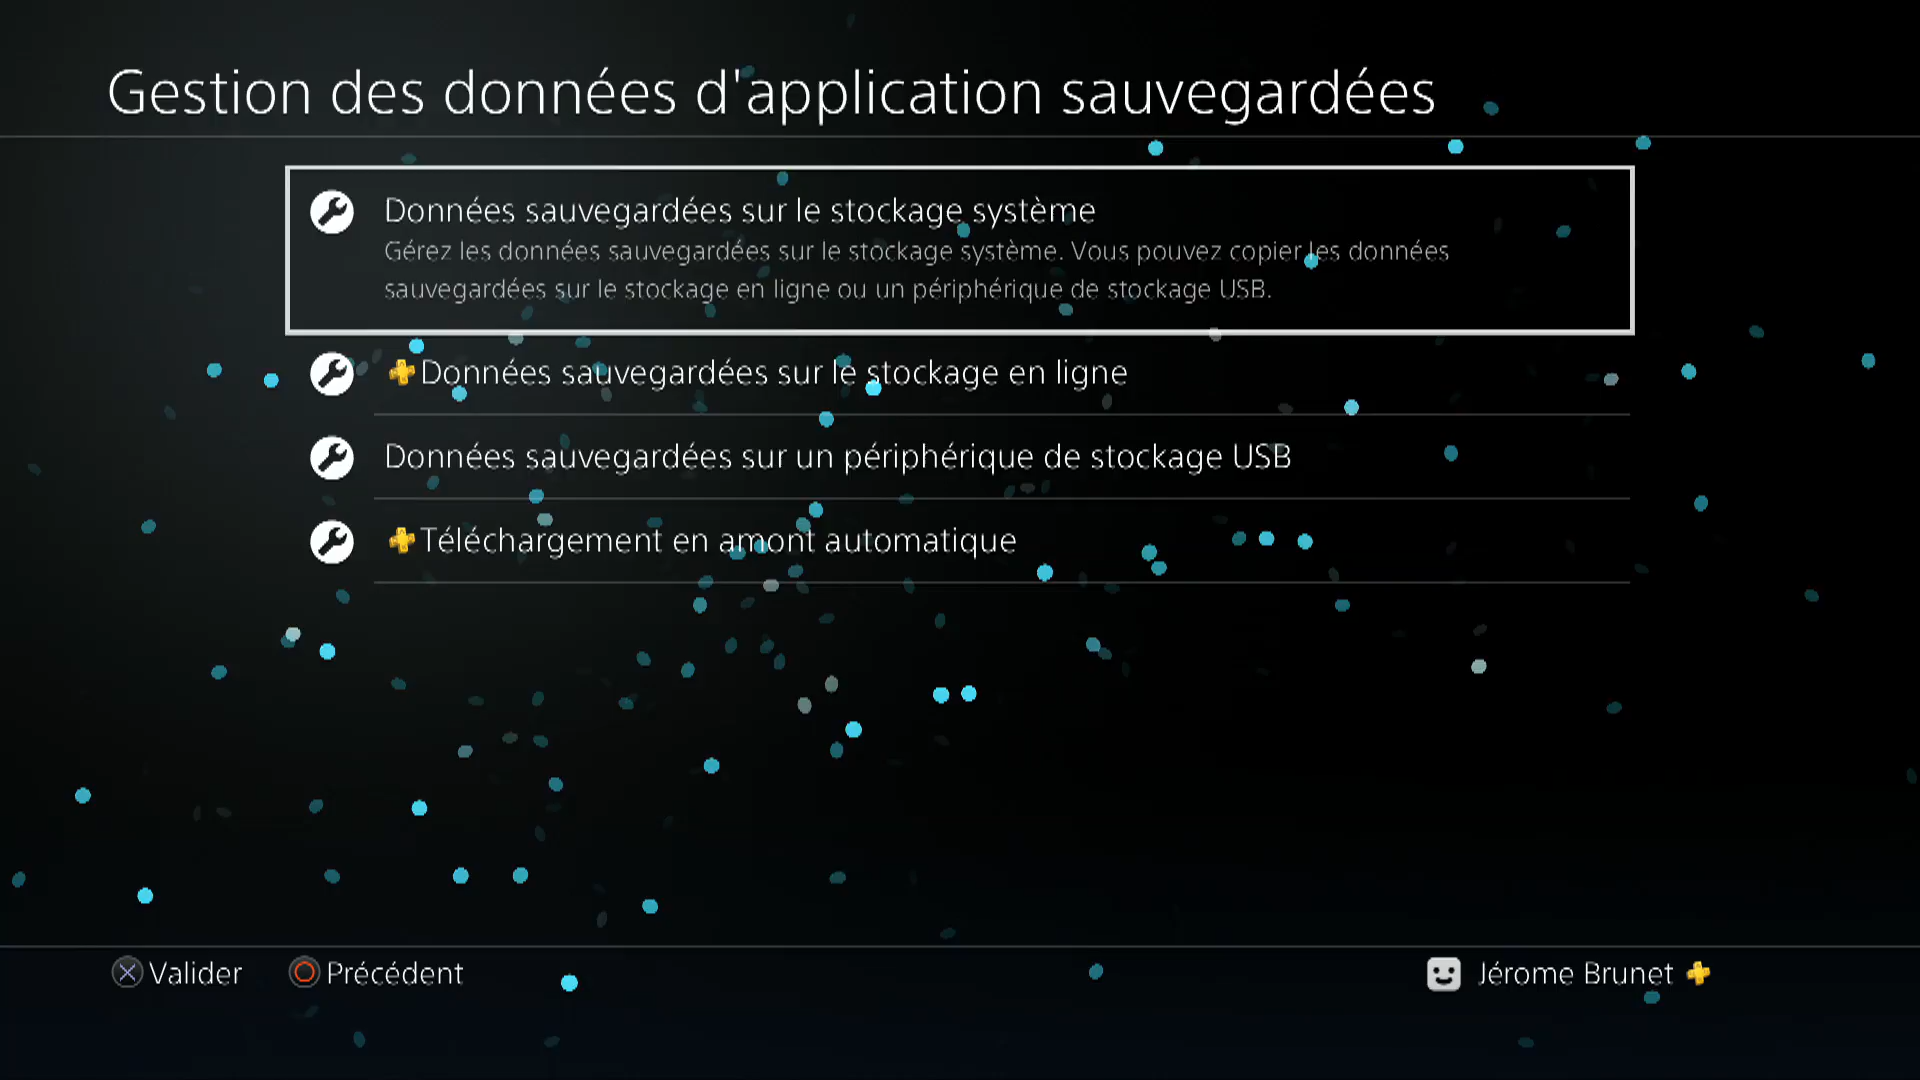 Gestion des données d'application sauvegardées
Données sauvegardées sur le stockage système
Gérez les données sauvegardées sur le stockage système. Vous pouvez copier les données
sauvegardées sur le stockage en ligne ou un périphérique de stockage USB.
Données sauvegardées sur le stockage en ligne
Données sauvegardées sur un périphérique de stockage USB
Téléchargement en amont automatique
Valider Précédent Jérome Brunet